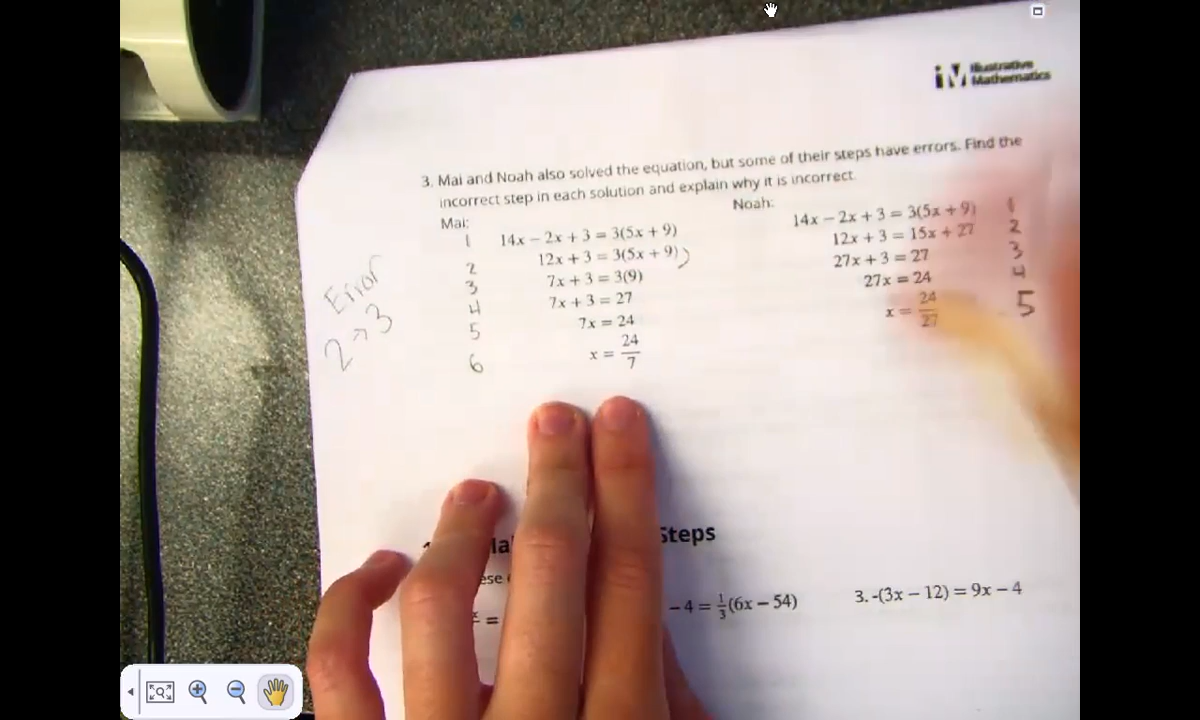 Illustrative
Mathematics
3. Mai and Noah also solved the equation, but some of their steps have errors. Find the
incorrect step in each solution and explain why it is incorrect.
Mai:
1 14x − 2x + 3 = 3(5x + 9)
2 12x + 3 = 3(5x + 9)
3 7x + 3 = 3(9)
4 7x + 3 = 27
5 7x = 24
6 x = 24/7
Error
2 → 3
Noah:
14x − 2x + 3 = 3(5x + 9) 1
12x + 3 = 15x + 27 2
27x + 3 = 27 3
27x = 24 4
x = 24/27 5
Steps
− 4 = 1/3(6x − 54)
3. -(3x − 12) = 9x − 4